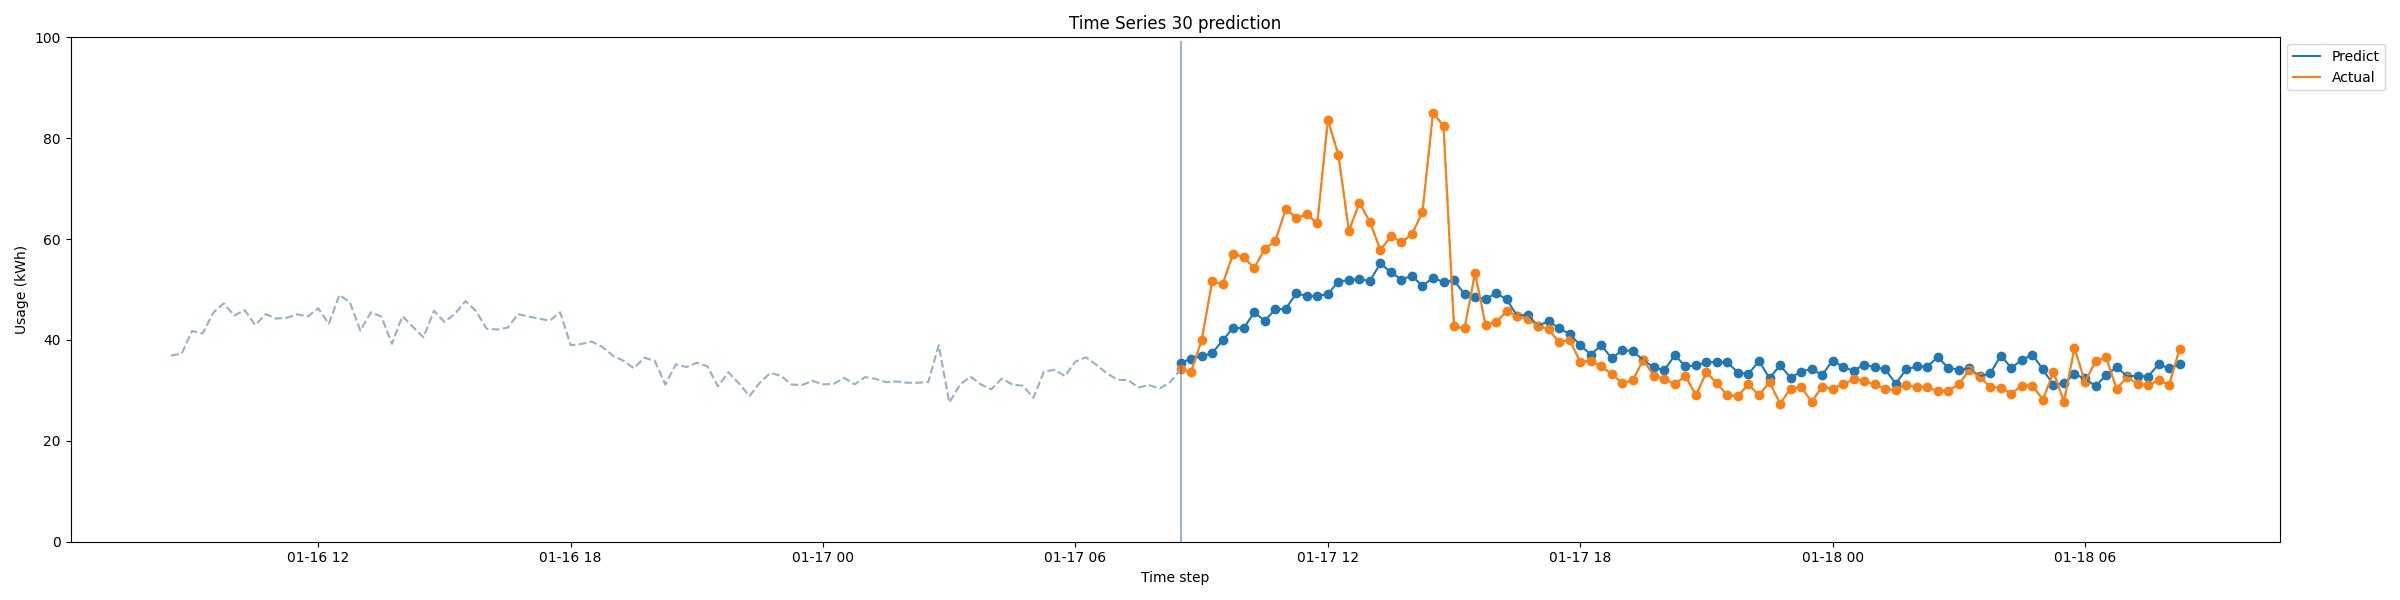 Time Series 30 prediction
100
80
60
40
20
0
Usage (kWh)
01-16 12
01-16 18
01-17 00
01-17 06
01-17 12
01-17 18
01-18 00
01-18 06
Time step
Predict
Actual